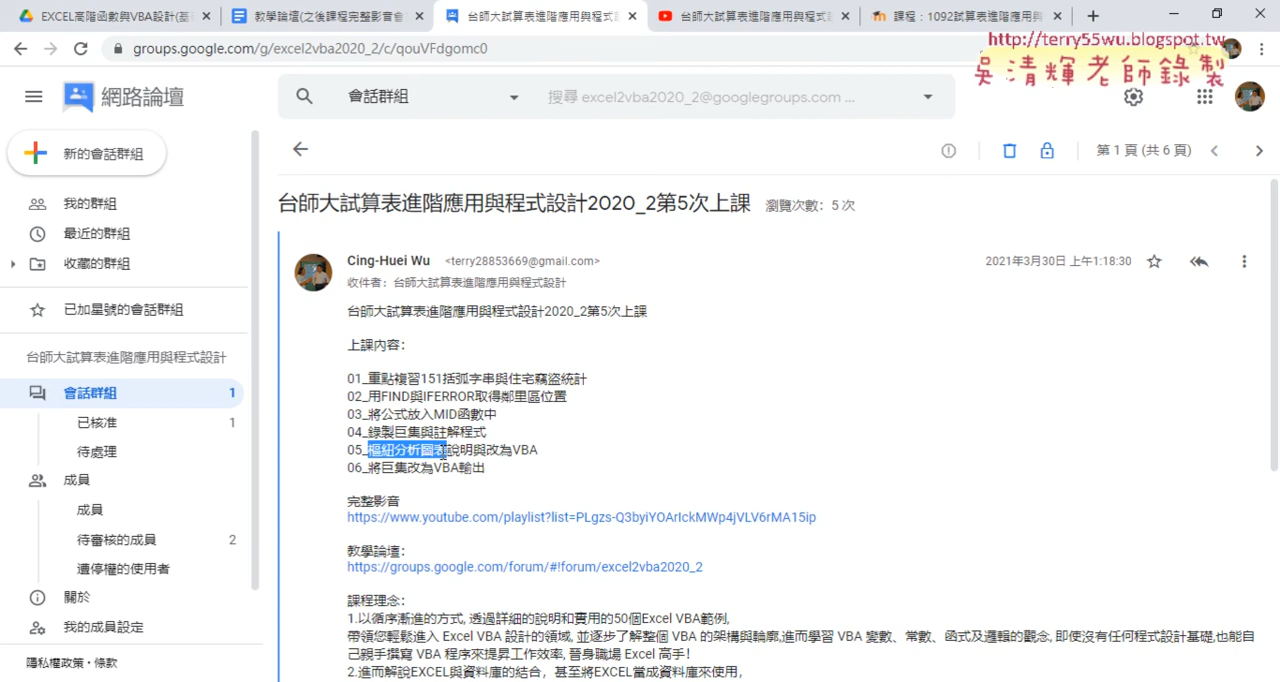 EXCEL高階函數與VBA設計(基
教學論壇(之後課程完整影音會
台師大試算表進階應用與程式設
台師大試算表進階應用與程式設
課程：1092試算表進階應用與
groups.google.com/g/excel2vba2020_2/c/qouVFdgomc0
http://terry55wu.blogspot.tw
吳清輝老師錄製
網路論壇
會話群組
搜尋 excel2vba2020_2@googlegroups.com ...
新的會話群組
第 1 頁 (共 6 頁)
我的群組
最近的群組
收藏的群組
已加星號的會話群組
台師大試算表進階應用與程式設計
會話群組 1
已核准 1
待處理
成員
成員
待審核的成員 2
遭停權的使用者
關於
我的成員設定
隱私權政策・條款
台師大試算表進階應用與程式設計2020_2第5次上課 瀏覽次數：5 次
Cing-Huei Wu <terry28853669@gmail.com>
2021年3月30日 上午1:18:30
收件者：台師大試算表進階應用與程式設計
台師大試算表進階應用與程式設計2020_2第5次上課
上課內容：
01_重點複習151括弧字串與住宅竊盜統計
02_用FIND與IFERROR取得鄰里區位置
03_將公式放入MID函數中
04_錄製巨集與註解程式
05_樞紐分析圖表說明與改為VBA
06_將巨集改為VBA輸出
完整影音
https://www.youtube.com/playlist?list=PLgzs-Q3byiYOArIckMWp4jVLV6rMA15ip
教學論壇：
https://groups.google.com/forum/#!forum/excel2vba2020_2
課程理念：
1.以循序漸進的方式, 透過詳細的說明和實用的50個Excel VBA範例,
帶領您輕鬆進入 Excel VBA 設計的領域, 並逐步了解整個 VBA 的架構與輪廓,進而學習 VBA 變數、常數、函式及邏輯的觀念, 即使沒有任何程式設計基礎,也能自
己親手撰寫 VBA 程序來提昇工作效率, 晉身職場 Excel 高手!
2.進而解說EXCEL與資料庫的結合，甚至將EXCEL當成資料庫來使用，